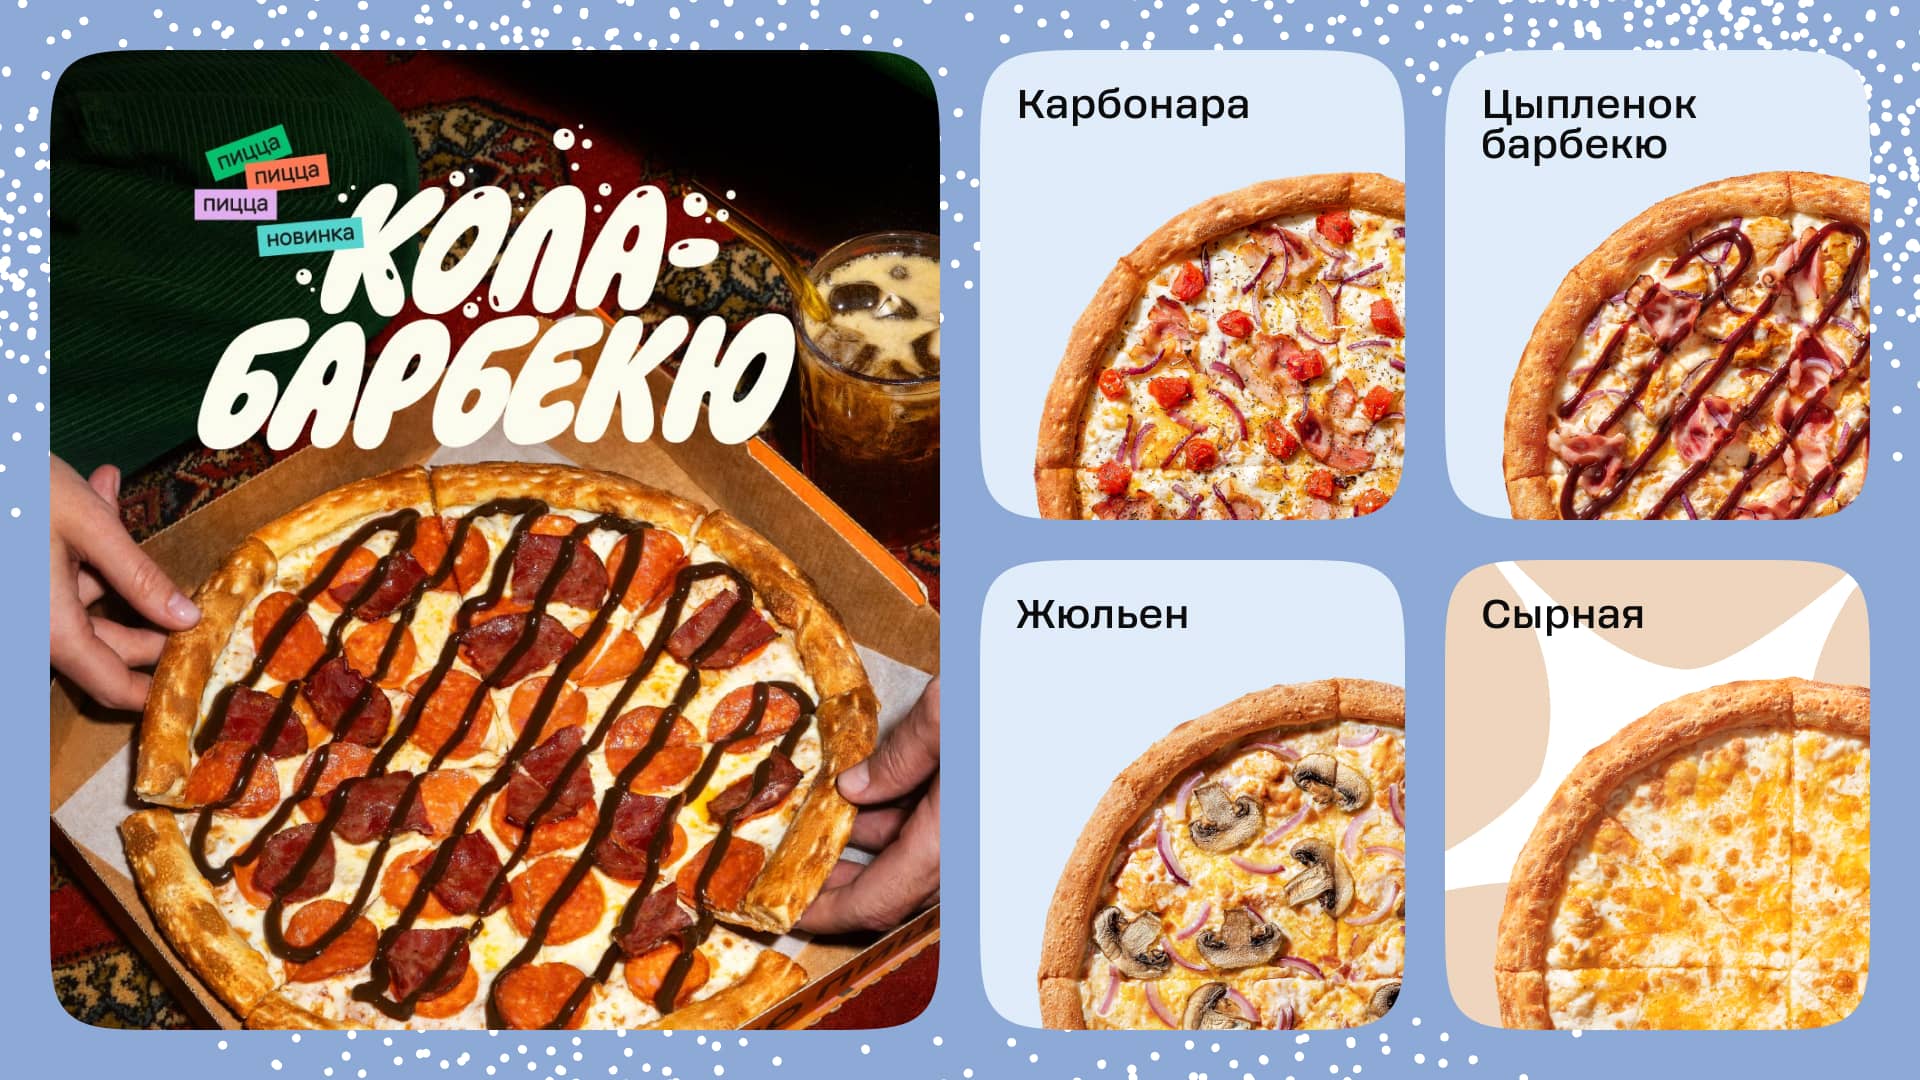 пицца
пицца
пицца
новинка
КОЛА-
БАРБЕКЮ
Карбонара
Цыпленок
барбекю
Жюльен
Сырная